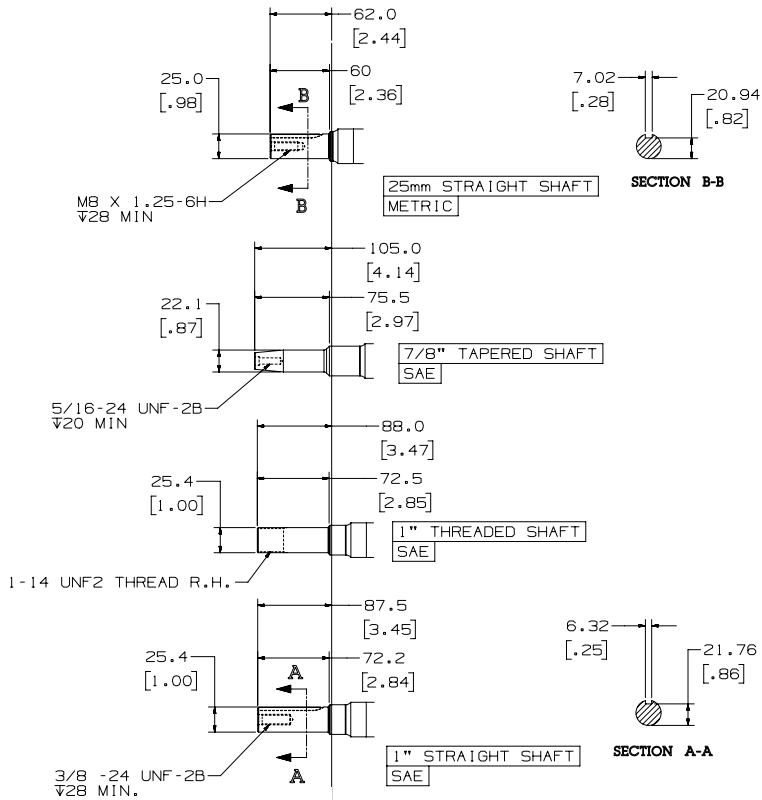 62.0
[2.44]
60
[2.36]
25.0
[.98]
B
B
M8 X 1.25-6H
↧28 MIN
25mm STRAIGHT SHAFT
METRIC
7.02
[.28]
20.94
[.82]
SECTION B-B
105.0
[4.14]
75.5
[2.97]
22.1
[.87]
7/8" TAPERED SHAFT
SAE
5/16-24 UNF-2B
↧20 MIN
88.0
[3.47]
72.5
[2.85]
25.4
[1.00]
1" THREADED SHAFT
SAE
1-14 UNF2 THREAD R.H.
87.5
[3.45]
72.2
[2.84]
25.4
[1.00]
A
A
3/8 -24 UNF-2B
↧28 MIN.
1" STRAIGHT SHAFT
SAE
6.32
[.25]
21.76
[.86]
SECTION A-A